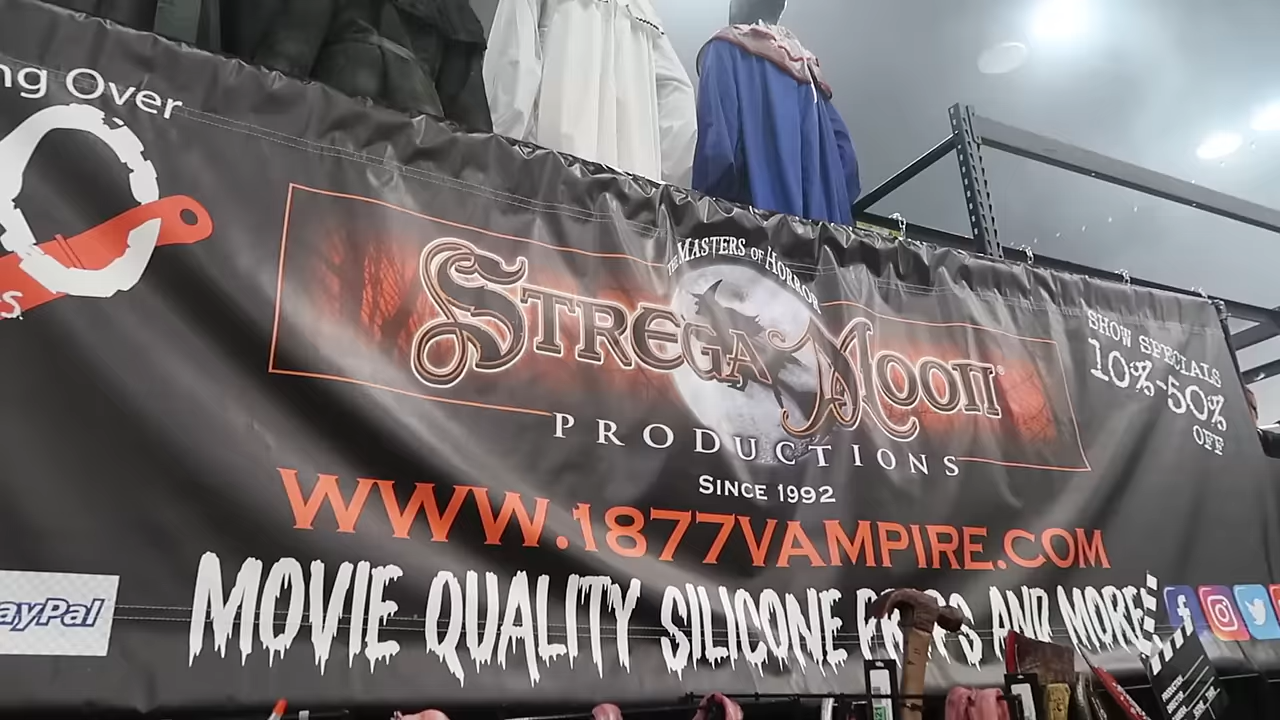 ng Over
THE MASTERS OF HORROR
STREGA MOON®
PRODUCTIONS
SINCE 1992
SHOW SPECIALS
10%-50%
OFF
WWW.1877VAMPIRE.COM
ayPal
MOVIE QUALITY SILICONE PROPS AND MORE